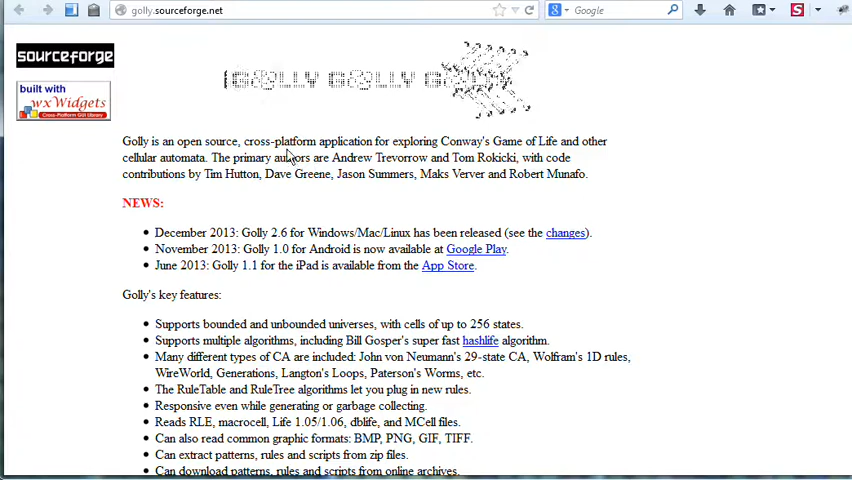 golly.sourceforge.net
Google
sourceforge
built with
wxWidgets
Cross-Platform GUI Library
GOLLY GOLLY GOLLY
Golly is an open source, cross-platform application for exploring Conway's Game of Life and other
cellular automata. The primary authors are Andrew Trevorrow and Tom Rokicki, with code
contributions by Tim Hutton, Dave Greene, Jason Summers, Maks Verver and Robert Munafo.
NEWS:
• December 2013: Golly 2.6 for Windows/Mac/Linux has been released (see the changes).
• November 2013: Golly 1.0 for Android is now available at Google Play.
• June 2013: Golly 1.1 for the iPad is available from the App Store.
Golly's key features:
• Supports bounded and unbounded universes, with cells of up to 256 states.
• Supports multiple algorithms, including Bill Gosper's super fast hashlife algorithm.
• Many different types of CA are included: John von Neumann's 29-state CA, Wolfram's 1D rules,
WireWorld, Generations, Langton's Loops, Paterson's Worms, etc.
• The RuleTable and RuleTree algorithms let you plug in new rules.
• Responsive even while generating or garbage collecting.
• Reads RLE, macrocell, Life 1.05/1.06, dblife, and MCell files.
• Can also read common graphic formats: BMP, PNG, GIF, TIFF.
• Can extract patterns, rules and scripts from zip files.
• Can download patterns, rules and scripts from online archives.